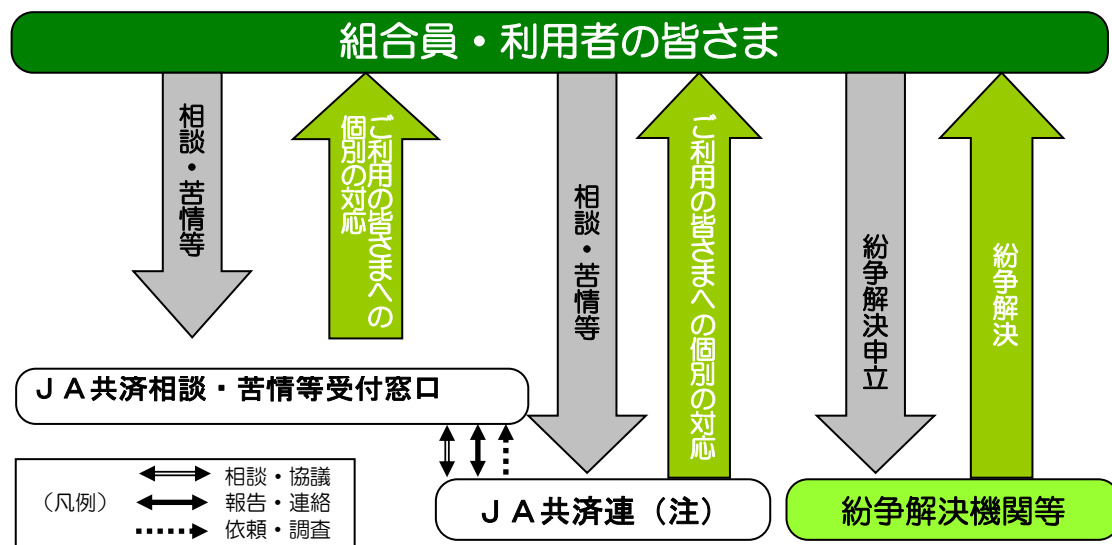 組合員・利用者の皆さま
相談・苦情等
ご利用の皆さまへの
個別の対応
相談・苦情等
ご利用の皆さまへの個別の対応
紛争解決申立
紛争解決
ＪＡ共済相談・苦情等受付窓口
ＪＡ共済連（注）
紛争解決機関等
（凡例）
相談・協議
報告・連絡
依頼・調査